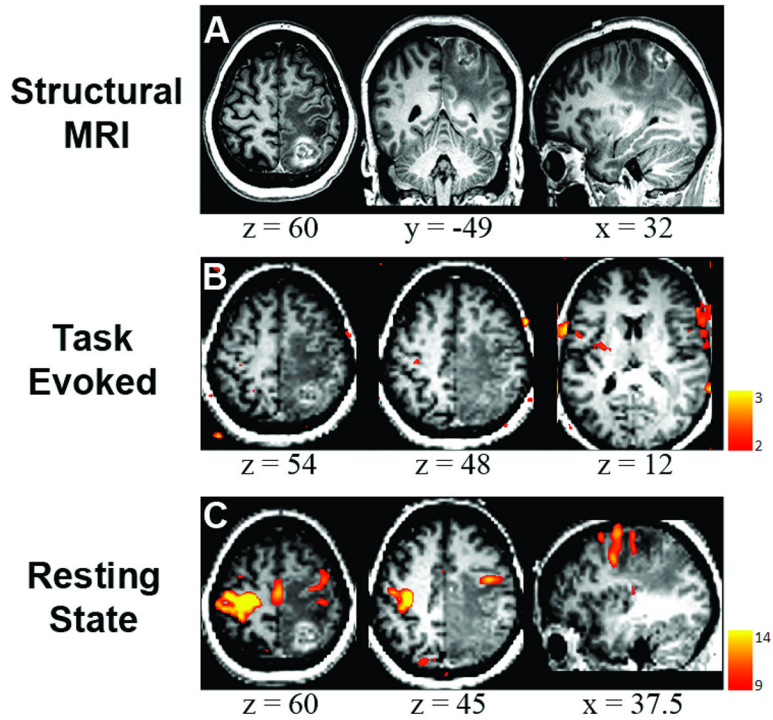 A
Structural
MRI
z = 60 y = -49 x = 32
B
Task
Evoked
3
2
z = 54 z = 48 z = 12
C
Resting
State
14
9
z = 60 z = 45 x = 37.5